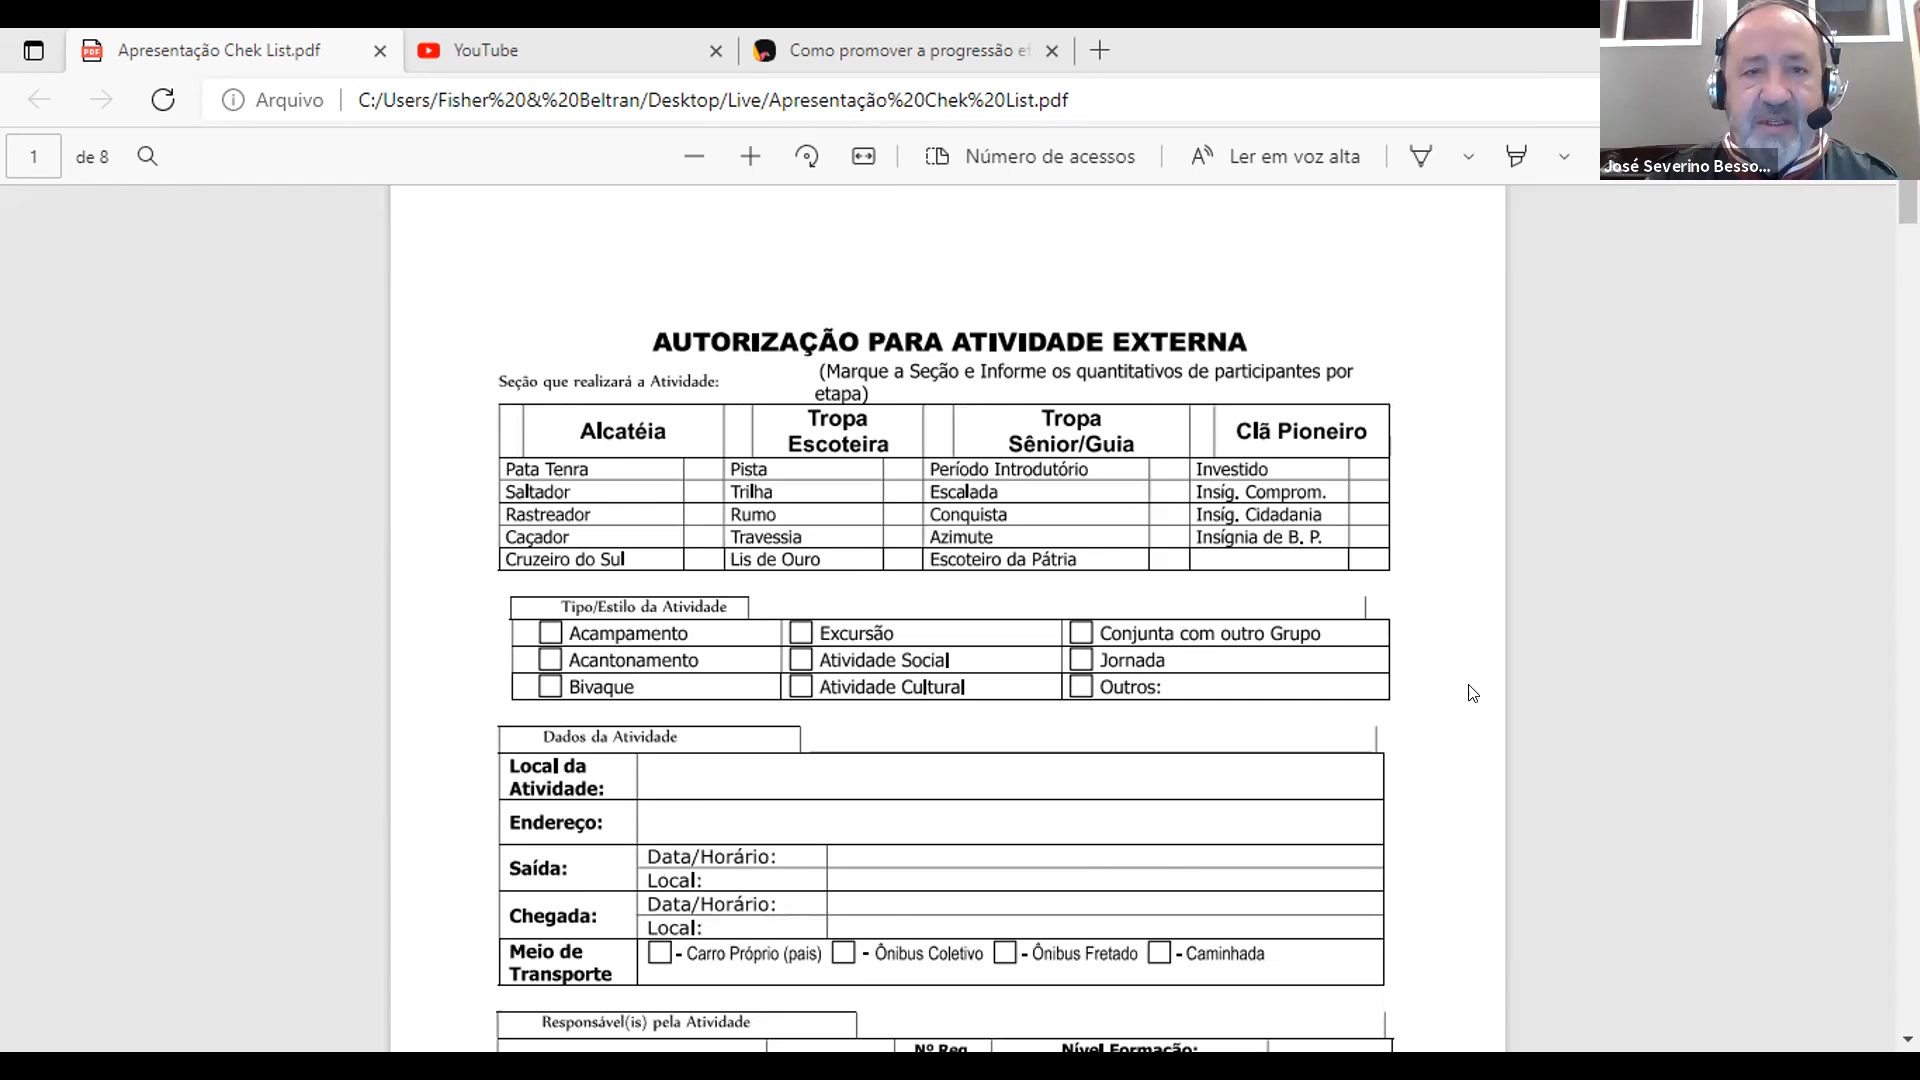 Apresentação Chek List.pdf
YouTube
Como promover a progressão ef
Arquivo
C:/Users/Fisher%20&%20Beltran/Desktop/Live/Apresentação%20Chek%20List.pdf
1 de 8
Número de acessos
Ler em voz alta
José Severino Besso...
AUTORIZAÇÃO PARA ATIVIDADE EXTERNA
Seção que realizará a Atividade: (Marque a Seção e Informe os quantitativos de participantes por
etapa)
Alcatéia Tropa Escoteira Tropa Sênior/Guia Clã Pioneiro
Pata Tenra Pista Período Introdutório Investido
Saltador Trilha Escalada Insíg. Comprom.
Rastreador Rumo Conquista Insíg. Cidadania
Caçador Travessia Azimute Insígnia de B. P.
Cruzeiro do Sul Lis de Ouro Escoteiro da Pátria
Tipo/Estilo da Atividade
Acampamento Excursão Conjunta com outro Grupo
Acantonamento Atividade Social Jornada
Bivaque Atividade Cultural Outros:
Dados da Atividade
Local da
Atividade:
Endereço:
Saída: Data/Horário:
Local:
Chegada: Data/Horário:
Local:
Meio de
Transporte
- Carro Próprio (pais) - Ônibus Coletivo - Ônibus Fretado - Caminhada
Responsável(is) pela Atividade
Nº Reg. Nível Formação: